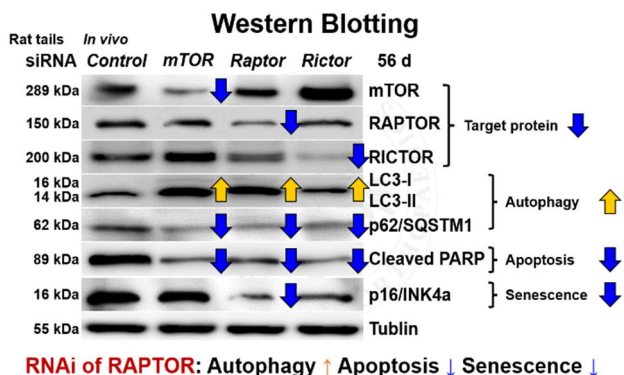 Western Blotting
Rat tails In vivo
siRNA Control mTOR Raptor Rictor 56 d
289 kDa mTOR
150 kDa RAPTOR Target protein
200 kDa RICTOR
16 kDa LC3-I
14 kDa LC3-II Autophagy
62 kDa p62/SQSTM1
89 kDa Cleaved PARP Apoptosis
16 kDa p16/INK4a Senescence
55 kDa Tublin
RNAi of RAPTOR: Autophagy ↑ Apoptosis ↓ Senescence ↓